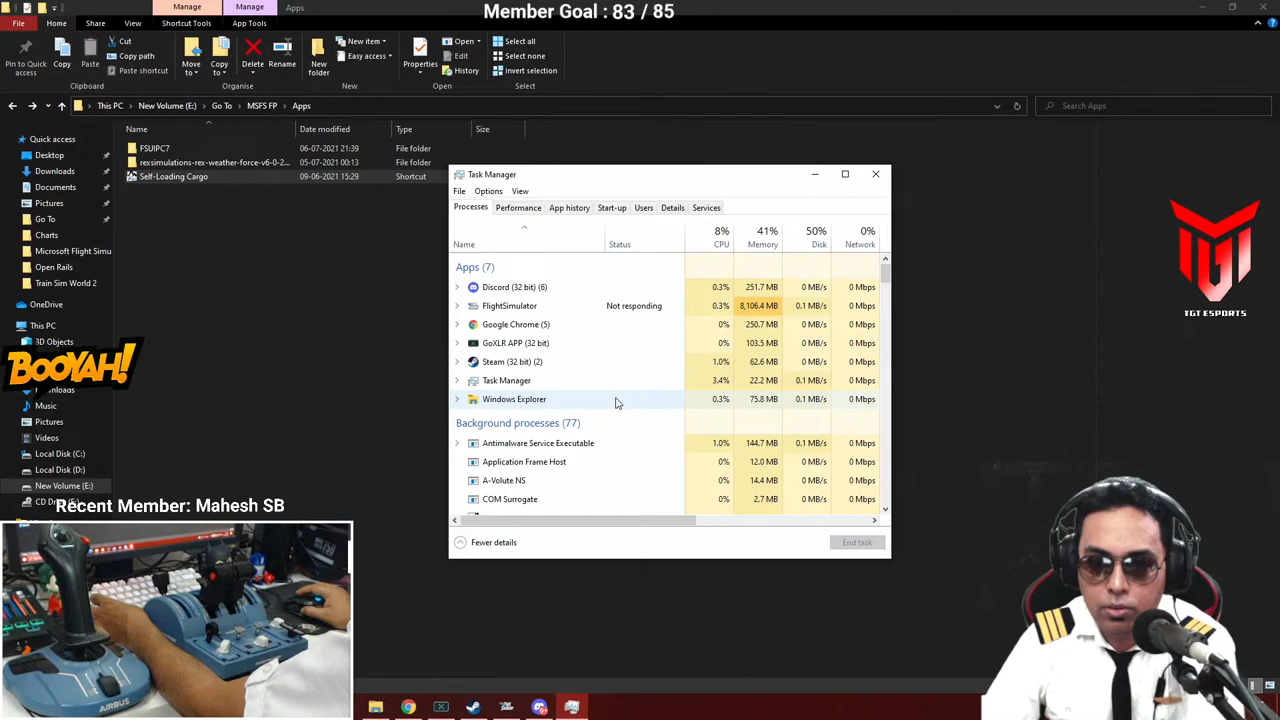 Manage Manage Apps
Member Goal : 83 / 85
File Home Share View Shortcut Tools App Tools
Pin to Quick access
Copy
Paste
Cut
Copy path
Paste shortcut
Move to
Copy to
Delete
Rename
New folder
New item
Easy access
Properties
Open
Edit
History
Select all
Select none
Invert selection
Clipboard Organise New Open Select
This PC New Volume (E:) Go To MSFS FP Apps
Search Apps
Name Date modified Type Size
FSUIPC7 06-07-2021 21:39 File folder
rexsimulations-rex-weather-force-v6-0-2... 05-07-2021 00:13 File folder
Self-Loading Cargo 09-06-2021 15:29 Shortcut
Quick access
Desktop
Downloads
Documents
Pictures
Go To
Charts
Microsoft Flight Simu
Open Rails
Train Sim World 2
OneDrive
This PC
3D Objects
BOOYAH!
Music
Pictures
Videos
Local Disk (C:)
Local Disk (D:)
New Volume (E:)
Recent Member: Mahesh SB
Task Manager
File Options View
Processes Performance App history Start-up Users Details Services
8% 41% 50% 0%
Name Status CPU Memory Disk Network
Apps (7)
Discord (32 bit) (6) 0.3% 251.7 MB 0 MB/s 0 Mbps
FlightSimulator Not responding 0.3% 8,106.4 MB 0.1 MB/s 0 Mbps
Google Chrome (5) 0% 250.7 MB 0 MB/s 0 Mbps
GoXLR APP (32 bit) 0% 103.5 MB 0 MB/s 0 Mbps
Steam (32 bit) (2) 1.0% 62.6 MB 0 MB/s 0 Mbps
Task Manager 3.4% 22.2 MB 0.1 MB/s 0 Mbps
Windows Explorer 0.3% 75.8 MB 0.1 MB/s 0 Mbps
Background processes (77)
Antimalware Service Executable 1.0% 144.7 MB 0.1 MB/s 0 Mbps
Application Frame Host 0% 12.0 MB 0 MB/s 0 Mbps
A-Volute NS 0% 14.4 MB 0 MB/s 0 Mbps
COM Surrogate 0% 2.7 MB 0 MB/s 0 Mbps
Fewer details End task
TGT ESPORTS
AIRBUS